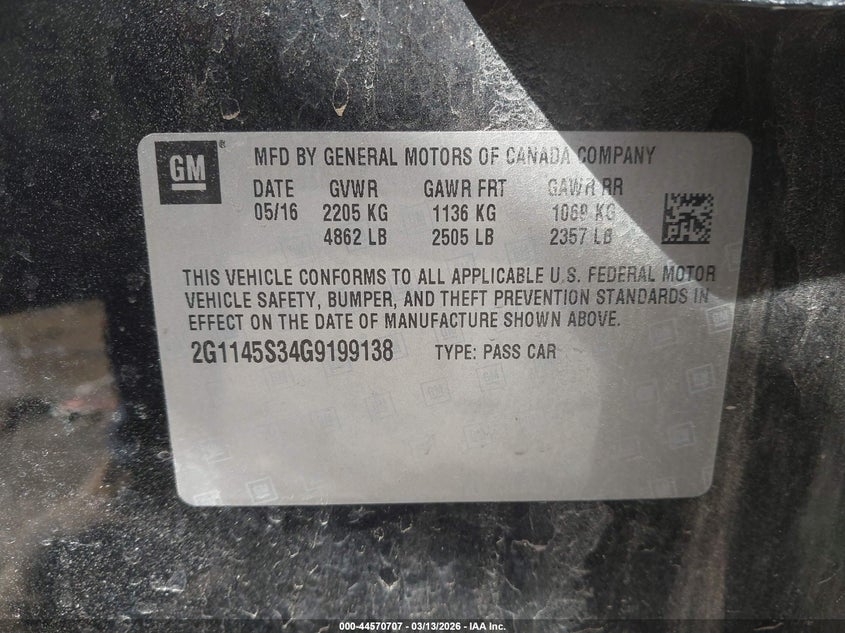 GM
MFD BY GENERAL MOTORS OF CANADA COMPANY
DATE GVWR GAWR FRT GAWR RR
05/16 2205 KG 1136 KG 1069 KG
4862 LB 2505 LB 2357 LB
THIS VEHICLE CONFORMS TO ALL APPLICABLE U.S. FEDERAL MOTOR
VEHICLE SAFETY, BUMPER, AND THEFT PREVENTION STANDARDS IN
EFFECT ON THE DATE OF MANUFACTURE SHOWN ABOVE.
2G1145S34G9199138 TYPE: PASS CAR
000-44570707 - 03/13/2026 - IAA Inc.